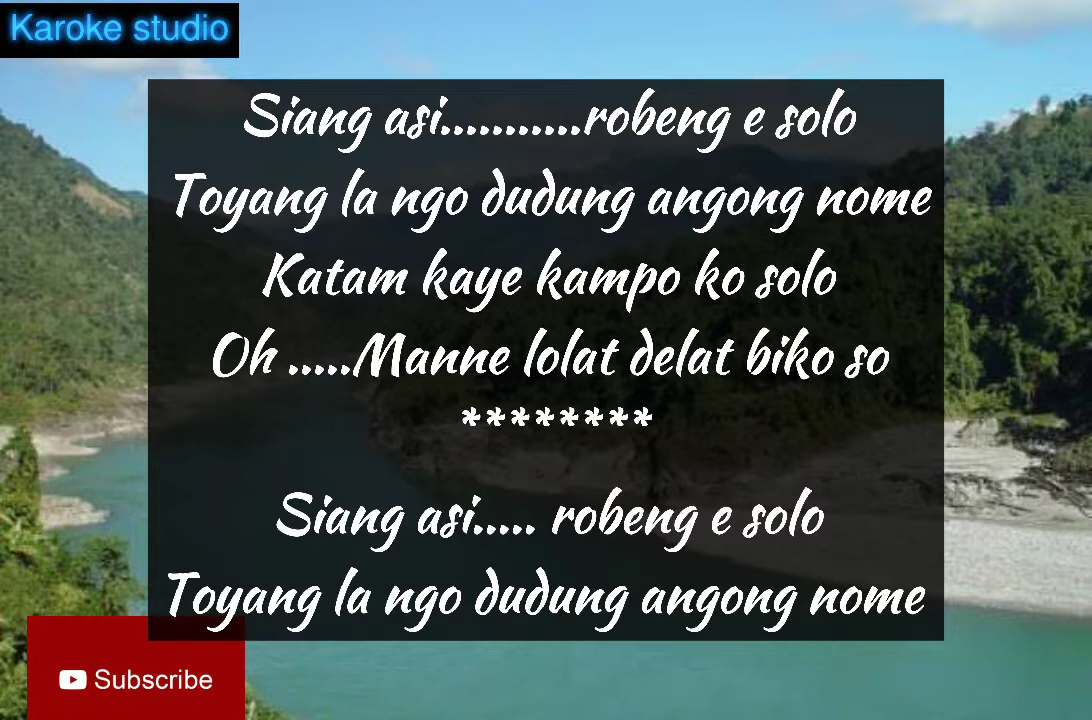 Karoke studio
Siang asi...........robeng e solo
Toyang la ngo dudung angong nome
Katam kaye kampo ko solo
Oh .....Manne lolat delat biko so
********
Siang asi..... robeng e solo
Toyang la ngo dudung angong nome
Subscribe